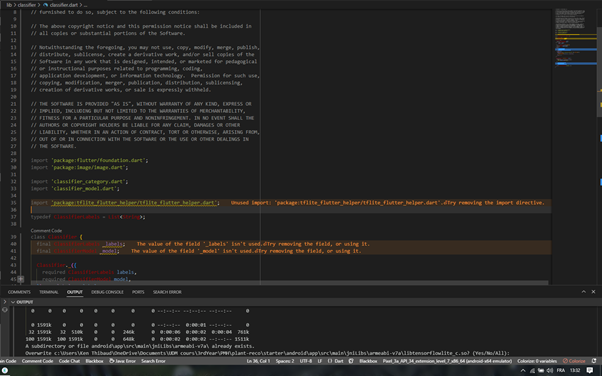 lib > classifier > classifier.dart > ...
8 // furnished to do so, subject to the following conditions:
9
10 // The above copyright notice and this permission notice shall be included in
11 // all copies or substantial portions of the Software.
12
13 // Notwithstanding the foregoing, you may not use, copy, modify, merge, publish,
14 // distribute, sublicense, create a derivative work, and/or sell copies of the
15 // Software in any work that is designed, intended, or marketed for pedagogical
16 // or instructional purposes related to programming, coding,
17 // application development, or information technology. Permission for such use,
18 // copying, modification, merger, publication, distribution, sublicensing,
19 // creation of derivative works, or sale is expressly withheld.
20
21 // THE SOFTWARE IS PROVIDED "AS IS", WITHOUT WARRANTY OF ANY KIND, EXPRESS OR
22 // IMPLIED, INCLUDING BUT NOT LIMITED TO THE WARRANTIES OF MERCHANTABILITY,
23 // FITNESS FOR A PARTICULAR PURPOSE AND NONINFRINGEMENT. IN NO EVENT SHALL THE
24 // AUTHORS OR COPYRIGHT HOLDERS BE LIABLE FOR ANY CLAIM, DAMAGES OR OTHER
25 // LIABILITY, WHETHER IN AN ACTION OF CONTRACT, TORT OR OTHERWISE, ARISING FROM,
26 // OUT OF OR IN CONNECTION WITH THE SOFTWARE OR THE USE OR OTHER DEALINGS IN
27 // THE SOFTWARE.
28
29 import 'package:flutter/foundation.dart';
30 import 'package:image/image.dart';
31
32 import 'classifier_category.dart';
33 import 'classifier_model.dart';
34
35 import 'package:tflite_flutter_helper/tflite_flutter_helper.dart'; Unused import: 'package:tflite_flutter_helper/tflite_flutter_helper.dart'.⏎Try removing the import directive.
36
37 typedef ClassifierLabels = List<String>;
38
Comment Code
39 class Classifier {
40 final ClassifierLabels _labels; The value of the field '_labels' isn't used.⏎Try removing the field, or using it.
41 final ClassifierModel _model; The value of the field '_model' isn't used.⏎Try removing the field, or using it.
42
43 Classifier._({
44 required ClassifierLabels labels,
45 required ClassifierModel model,
COMMENTS TERMINAL OUTPUT DEBUG CONSOLE PORTS SEARCH ERROR
OUTPUT
0 0 0 0 0 0 0 0 --:--:-- --:--:-- --:--:-- 0
0 1591k 0 0 0 0 0 0 --:--:-- 0:00:01 --:--:-- 0
32 1591k 32 510k 0 0 246k 0 0:00:06 0:00:02 0:00:04 761k
100 1591k 100 1591k 0 0 648k 0 0:00:02 0:00:02 --:--:-- 1511k
A subdirectory or file android\app\src\main\jniLibs\armeabi-v7a\ already exists.
Overwrite c:\Users\Ken Thibaud\OneDrive\Documents\UDM cours\3rdYear\PMH\plant-reco\starter\android\app\src\main\jniLibs\armeabi-v7a\libtensorflowlite_c.so? (Yes/No/All):
ain Code Comment Code Chat Blackbox Java: Error Search Error Ln 36, Col 1 Spaces: 2 UTF-8 LF Dart Go Live Blackbox Pixel_3a_API_34_extension_level_7_x86_64 (android-x64 emulator) Colorize: 0 variables Colorize
FRA 13:32